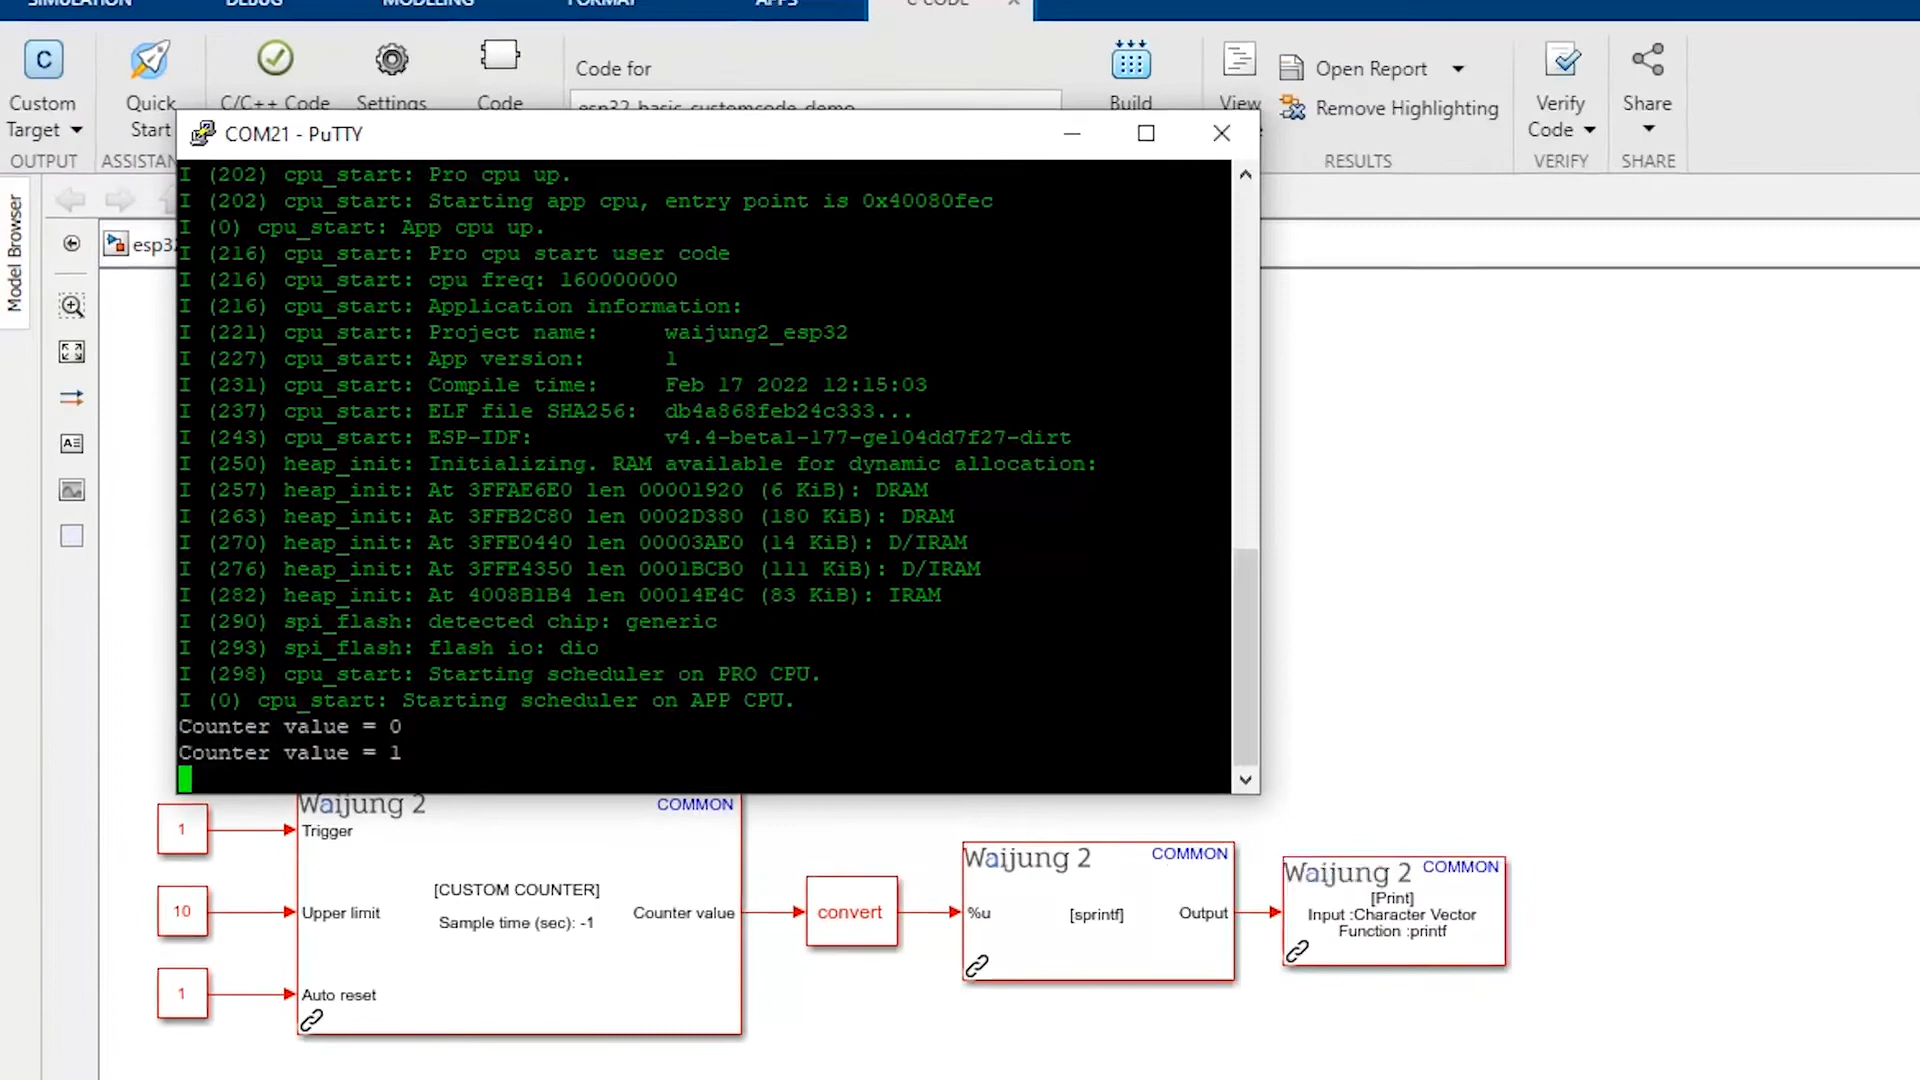 SIMULATION DEBUG MODELING FORMAT APPS C CODE
C
Code for
Open Report
Custom
Target
Quick
Start
C/C++ Code
Settings
Code
esp32_basic_customcode_demo
Build
View
Remove Highlighting
Verify
Code
Share
OUTPUT
ASSISTAN
RESULTS
VERIFY
SHARE
COM21 - PuTTY
Model Browser
esp32
I (202) cpu_start: Pro cpu up.
I (202) cpu_start: Starting app cpu, entry point is 0x40080fec
I (0) cpu_start: App cpu up.
I (216) cpu_start: Pro cpu start user code
I (216) cpu_start: cpu freq: 160000000
I (216) cpu_start: Application information:
I (221) cpu_start: Project name:     waijung2_esp32
I (227) cpu_start: App version:      1
I (231) cpu_start: Compile time:     Feb 17 2022 12:15:03
I (237) cpu_start: ELF file SHA256:  db4a868feb24c333...
I (243) cpu_start: ESP-IDF:          v4.4-beta1-177-ge104dd7f27-dirt
I (250) heap_init: Initializing. RAM available for dynamic allocation:
I (257) heap_init: At 3FFAE6E0 len 00001920 (6 KiB): DRAM
I (263) heap_init: At 3FFB2C80 len 0002D380 (180 KiB): DRAM
I (270) heap_init: At 3FFE0440 len 00003AE0 (14 KiB): D/IRAM
I (276) heap_init: At 3FFE4350 len 0001BCB0 (111 KiB): D/IRAM
I (282) heap_init: At 4008B1B4 len 00014E4C (83 KiB): IRAM
I (290) spi_flash: detected chip: generic
I (293) spi_flash: flash io: dio
I (298) cpu_start: Starting scheduler on PRO CPU.
I (0) cpu_start: Starting scheduler on APP CPU.
Counter value = 0
Counter value = 1
Waijung 2 COMMON
1
Trigger
[CUSTOM COUNTER]
10
Upper limit
Sample time (sec): -1
Counter value
1
Auto reset
convert
Waijung 2 COMMON
%u
[sprintf]
Output
Waijung 2 COMMON
[Print]
Input :Character Vector
Function :printf